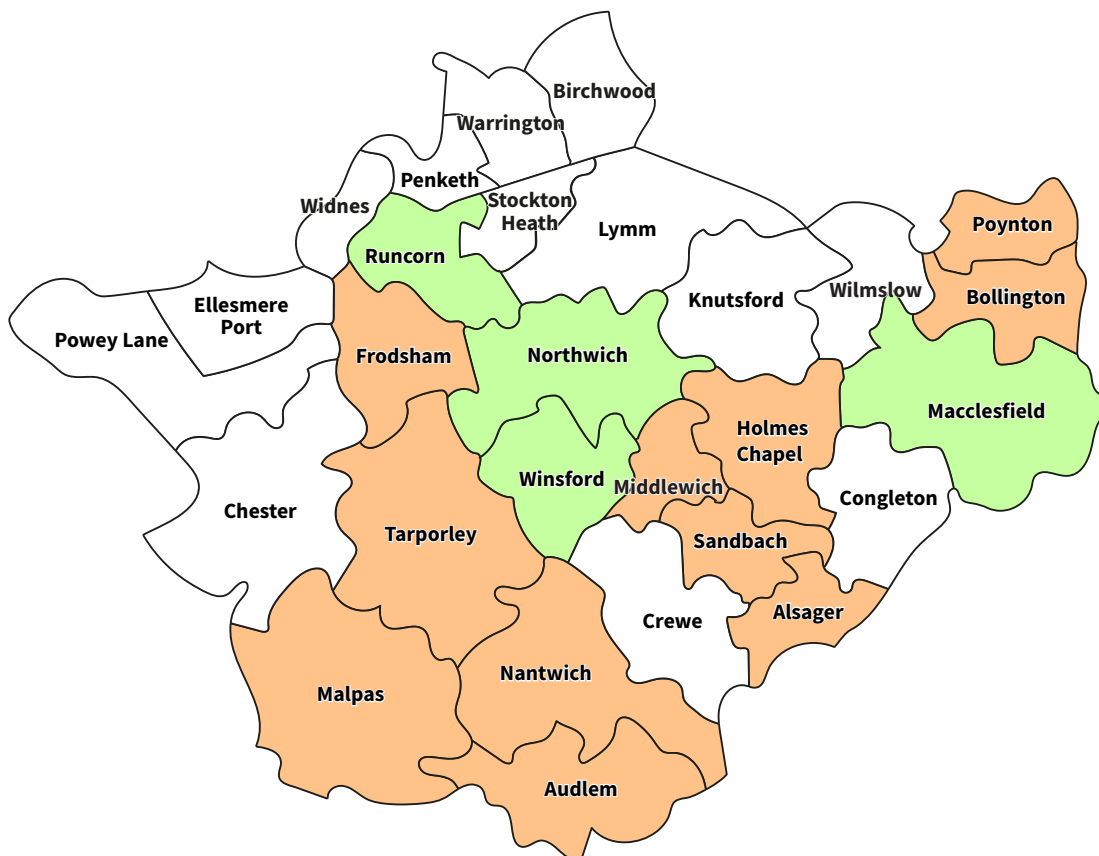 Birchwood
Warrington
Penketh
Widnes
Stockton
Heath
Lymm
Runcorn
Poynton
Knutsford
Wilmslow
Bollington
Ellesmere
Port
Powey Lane
Frodsham
Northwich
Macclesfield
Holmes
Chapel
Winsford
Middlewich
Congleton
Chester
Tarporley
Sandbach
Alsager
Crewe
Nantwich
Malpas
Audlem